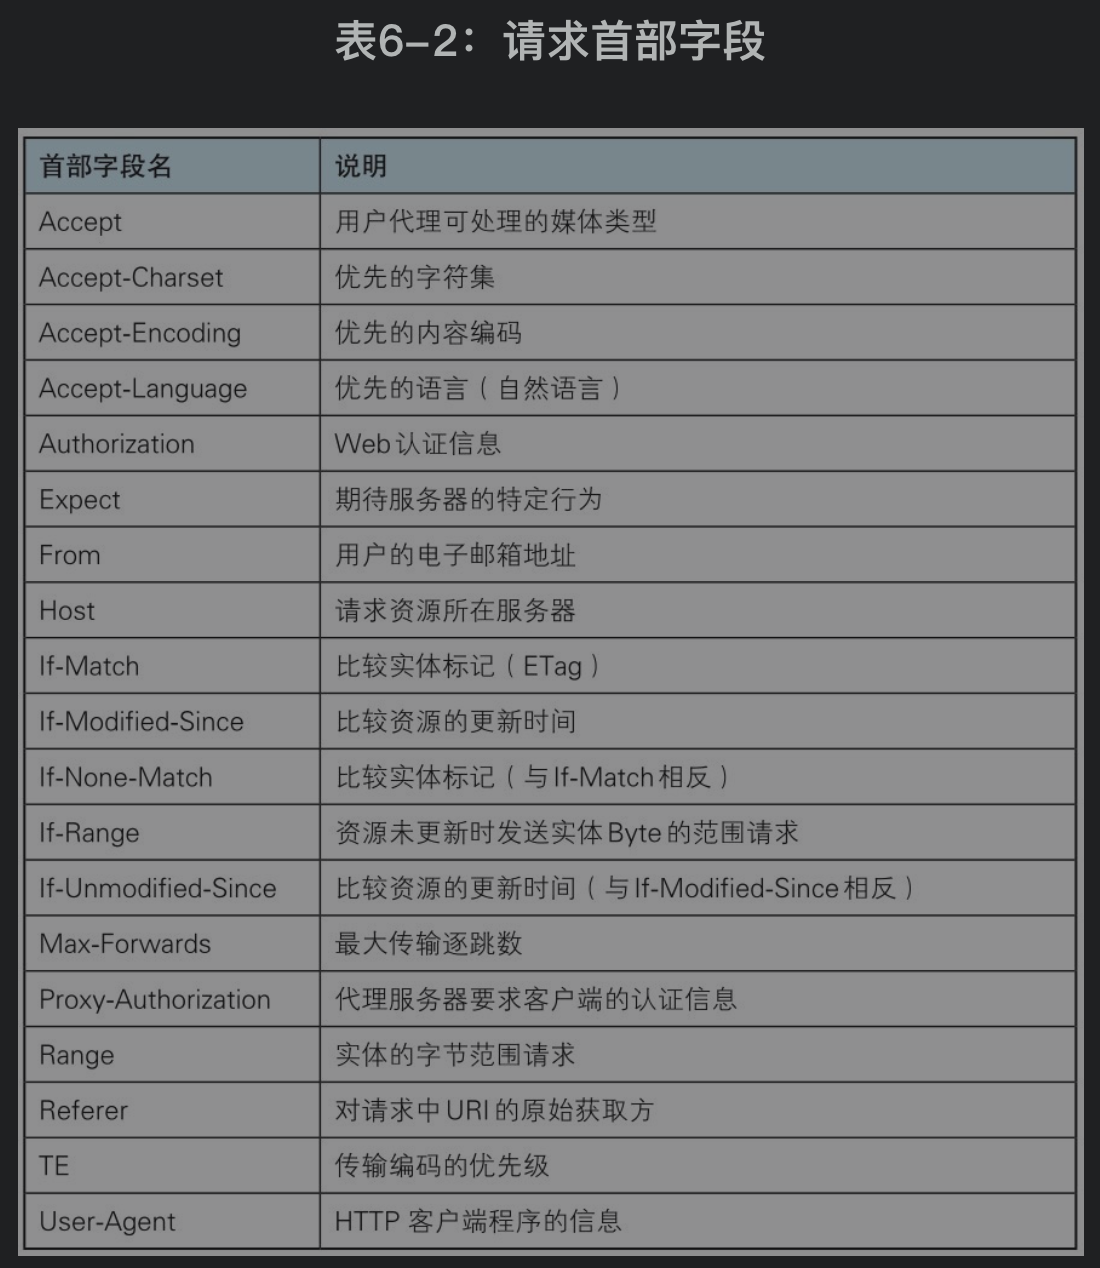 表6-2：请求首部字段
首部字段名 说明
Accept 用户代理可处理的媒体类型
Accept-Charset 优先的字符集
Accept-Encoding 优先的内容编码
Accept-Language 优先的语言（自然语言）
Authorization Web认证信息
Expect 期待服务器的特定行为
From 用户的电子邮箱地址
Host 请求资源所在服务器
If-Match 比较实体标记（ETag）
If-Modified-Since 比较资源的更新时间
If-None-Match 比较实体标记（与If-Match相反）
If-Range 资源未更新时发送实体Byte的范围请求
If-Unmodified-Since 比较资源的更新时间（与If-Modified-Since相反）
Max-Forwards 最大传输逐跳数
Proxy-Authorization 代理服务器要求客户端的认证信息
Range 实体的字节范围请求
Referer 对请求中URI的原始获取方
TE 传输编码的优先级
User-Agent HTTP 客户端程序的信息